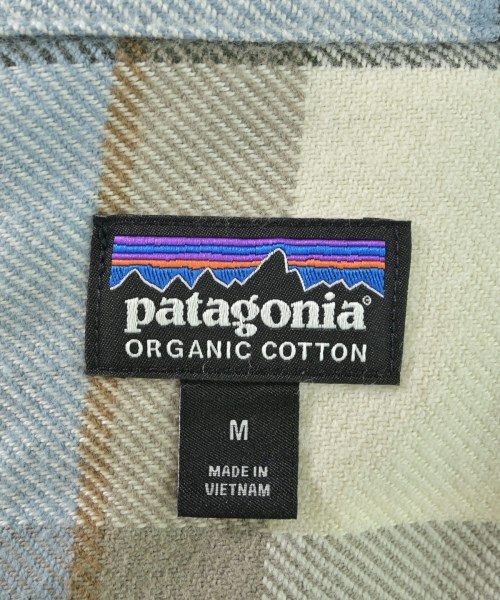 patagonia®
ORGANIC COTTON
M
MADE IN
VIETNAM